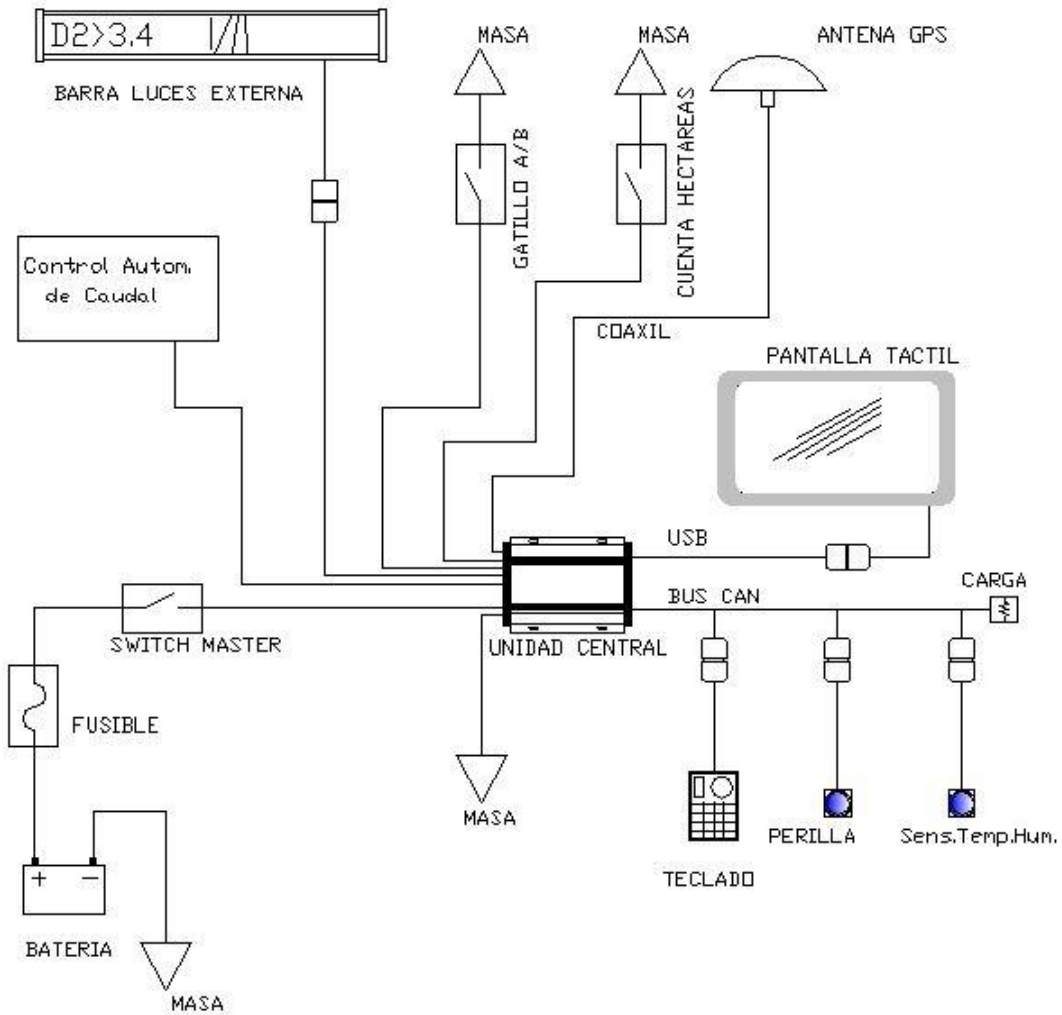 D2>3.4
BARRA LUCES EXTERNA
MASA
MASA
ANTENA GPS
GATILLO A/B
CUENTA HECTAREAS
Control Autom.
de Caudal
COAXIL
PANTALLA TACTIL
USB
BUS CAN
CARGA
SWITCH MASTER
UNIDAD CENTRAL
FUSIBLE
MASA
PERILLA
Sens.Temp.Hum.
TECLADO
+ −
BATERIA
MASA